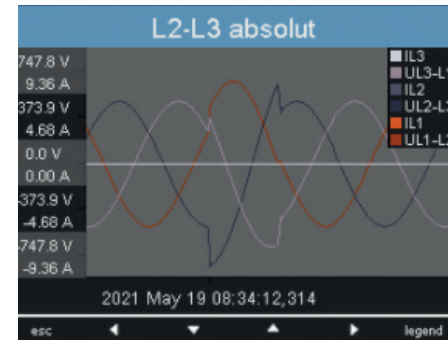 L2-L3 absolut
747.8 V
9.36 A
373.9 V
4.68 A
0.0 V
0.00 A
-373.9 V
-4.68 A
-747.8 V
-9.36 A
IL3
UL3-L1
IL2
UL2-L3
IL1
UL1-L2
2021 May 19 08:34:12,314
esc
legend